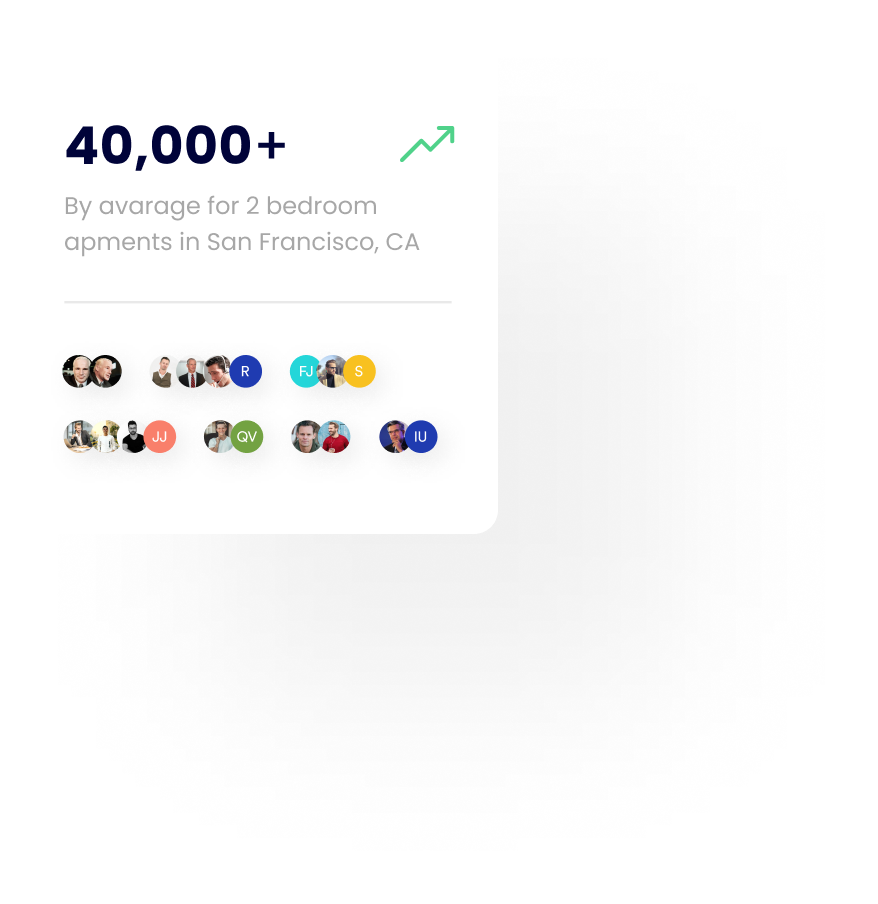 40,000+
By avarage for 2 bedroom
apments in San Francisco, CA
R
FJ
S
JJ
QV
IU